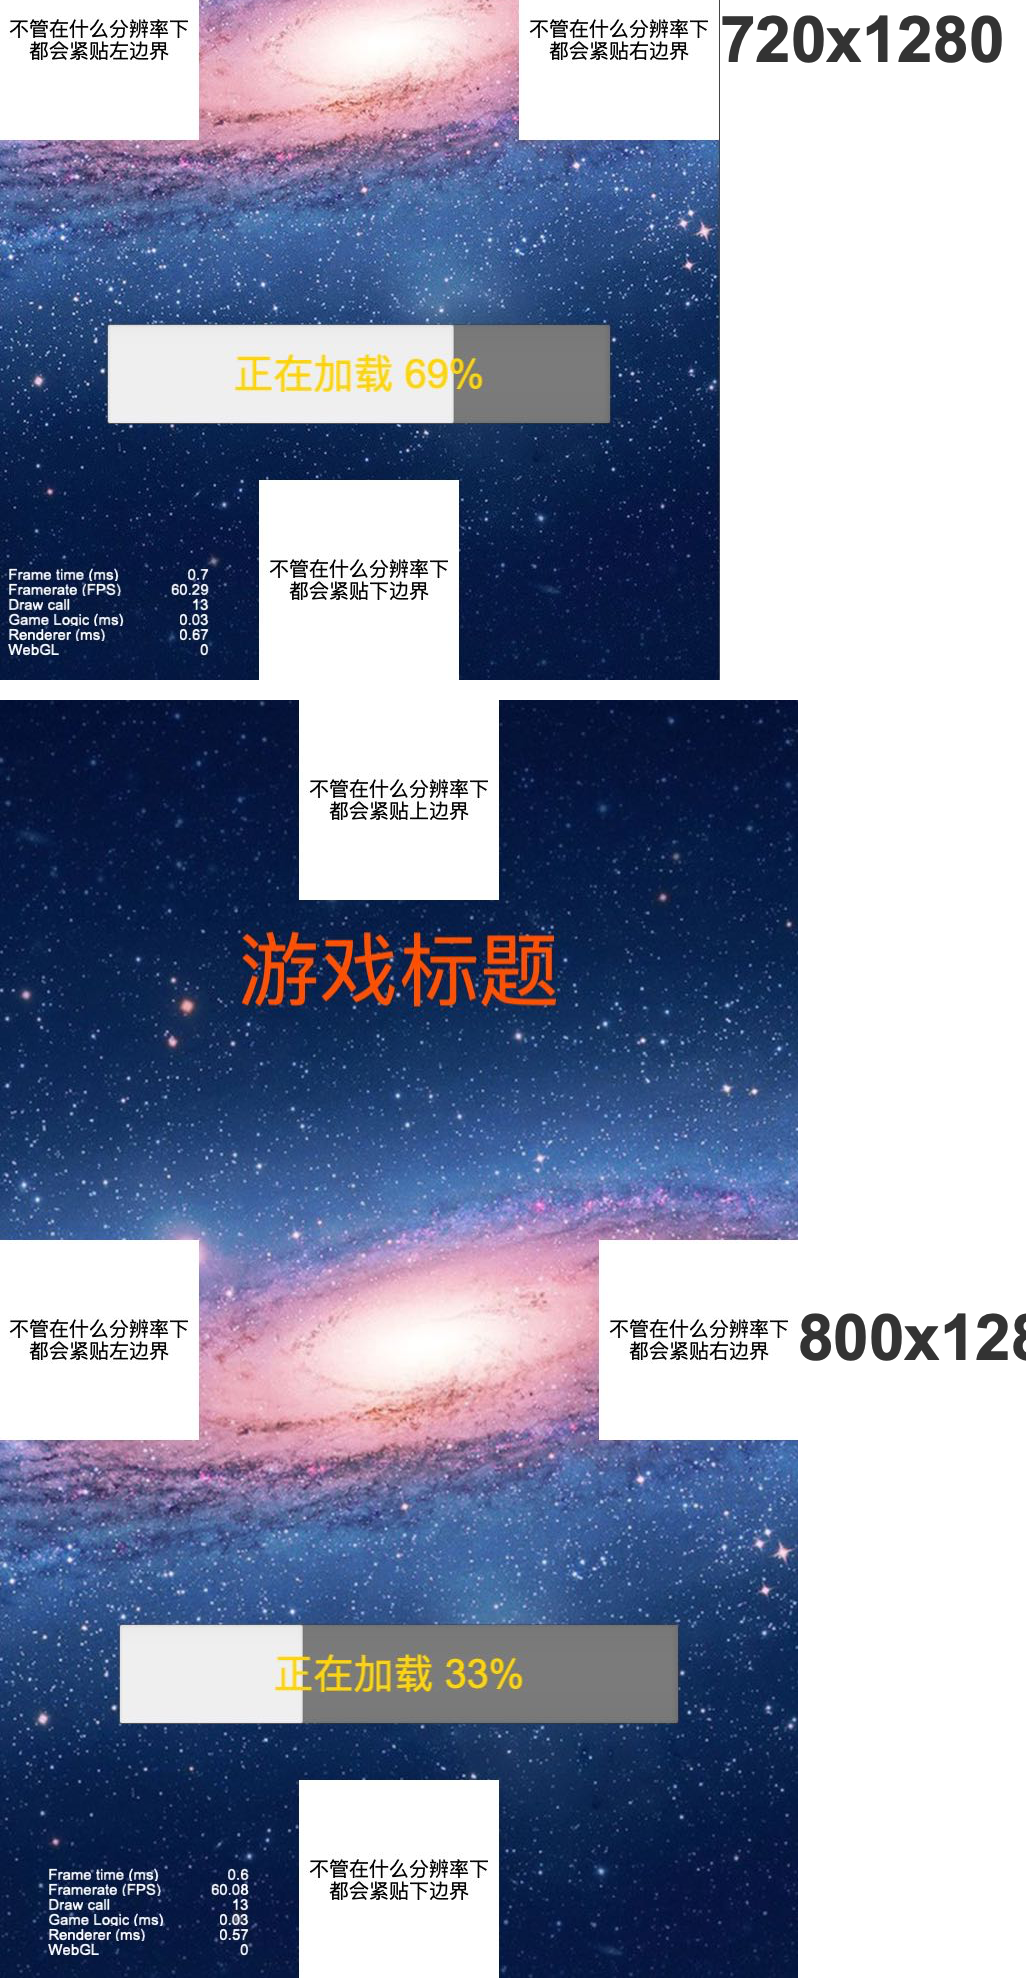 不管在什么分辨率下
都会紧贴左边界
不管在什么分辨率下
都会紧贴右边界
720x1280
正在加载 69%
不管在什么分辨率下
都会紧贴下边界
Frame time (ms) 0.7
Framerate (FPS) 60.29
Draw call 13
Game Logic (ms) 0.03
Renderer (ms) 0.67
WebGL 0
不管在什么分辨率下
都会紧贴上边界
游戏标题
不管在什么分辨率下
都会紧贴左边界
不管在什么分辨率下
都会紧贴右边界
800x128
正在加载 33%
不管在什么分辨率下
都会紧贴下边界
Frame time (ms) 0.6
Framerate (FPS) 60.08
Draw call 13
Game Logic (ms) 0.03
Renderer (ms) 0.57
WebGL 0